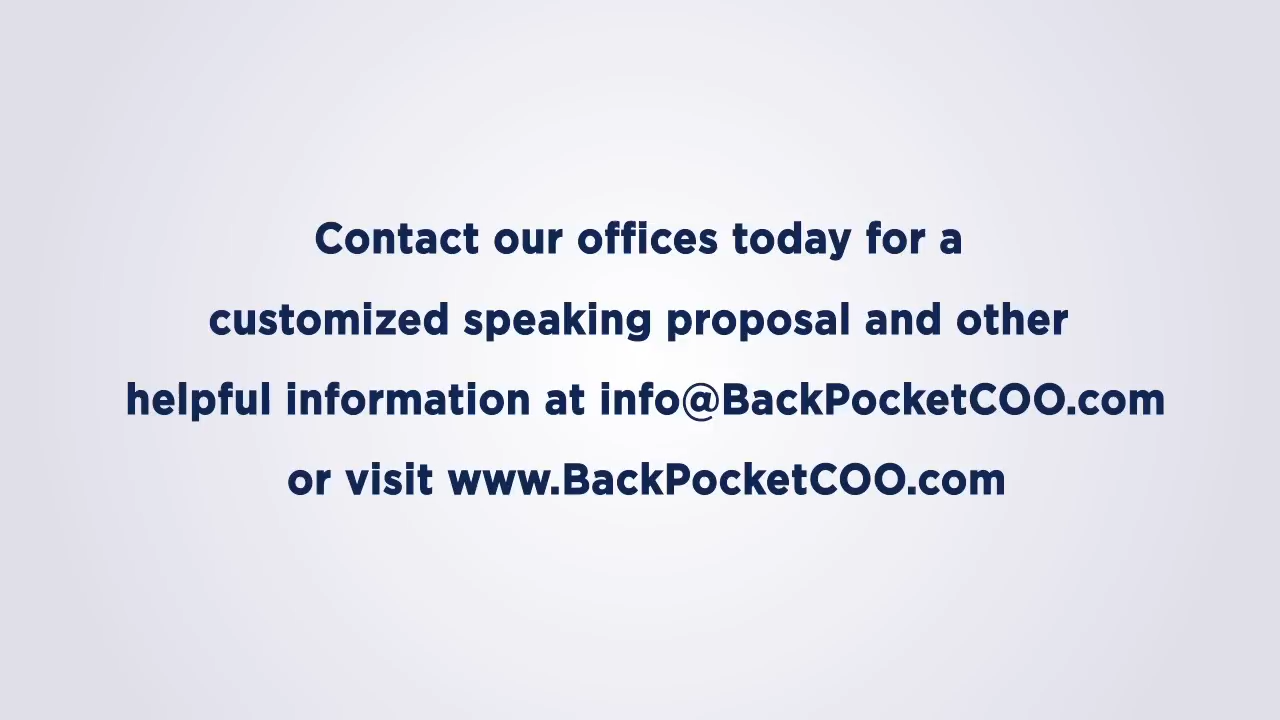 Contact our offices today for a
customized speaking proposal and other
helpful information at info@BackPocketCOO.com
or visit www.BackPocketCOO.com